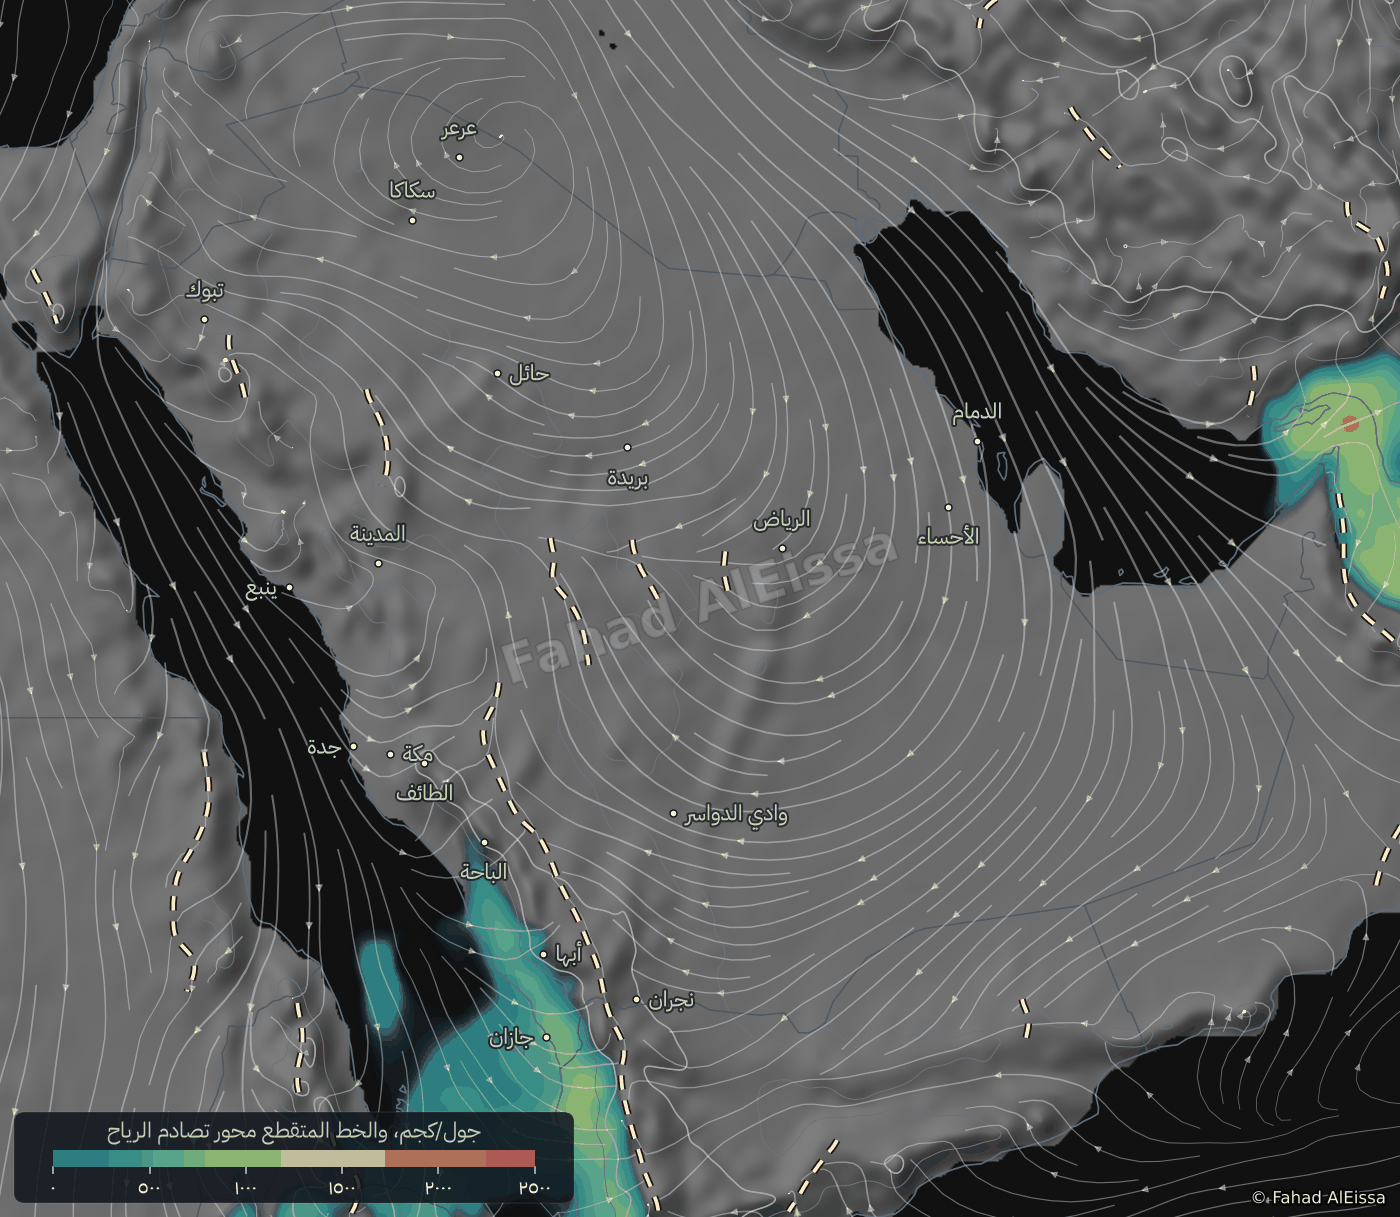 عرعر
سكاكا
تبوك
حائل
الدمام
بريدة
الرياض
الأحساء
المدينة
ينبع
Fahad AlEissa
جدة
مكة
الطائف
وادي الدواسر
الباحة
أبها
نجران
جازان
جول/كجم، والخط المتقطع محور تصادم الرياح
٠ ٥٠٠ ١٠٠٠ ١٥٠٠ ٢٠٠٠ ٢٥٠٠
© Fahad AlEissa